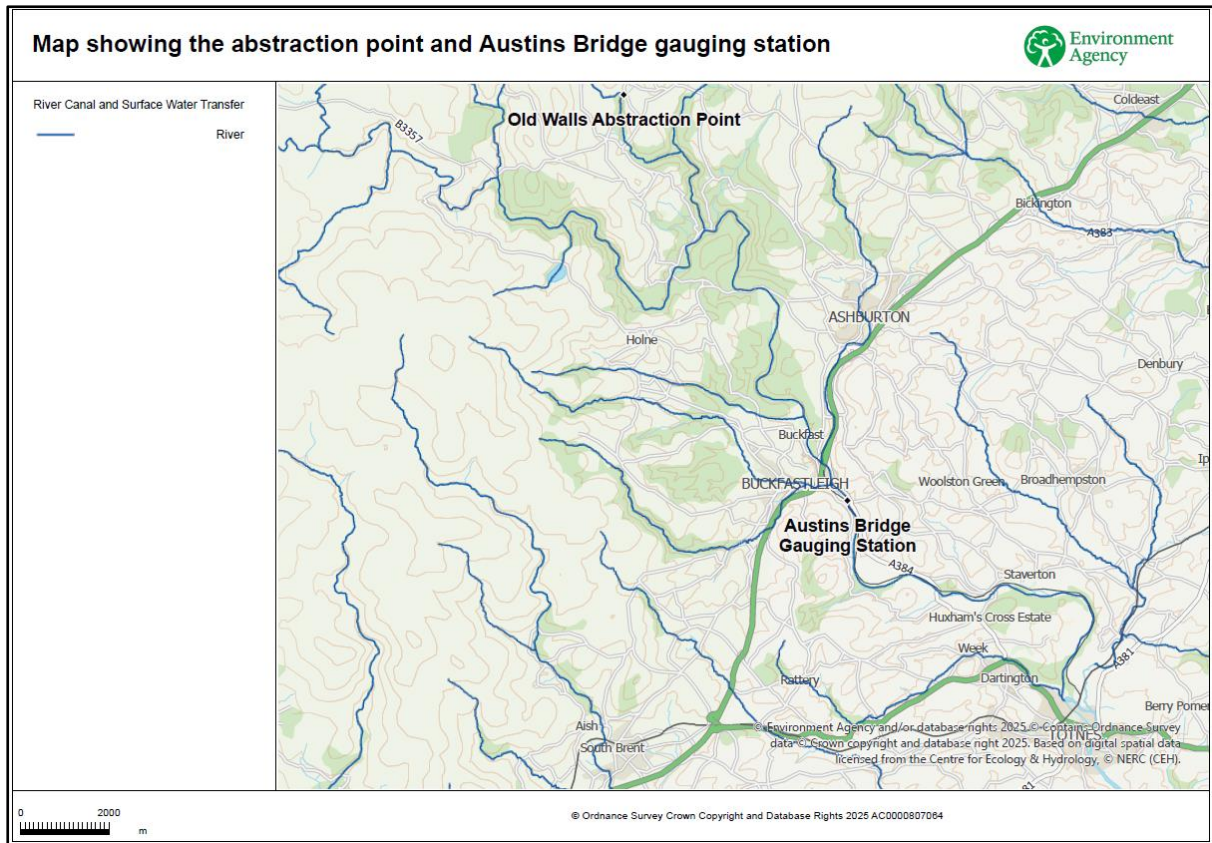 Map showing the abstraction point and Austins Bridge gauging station
Environment
Agency
River Canal and Surface Water Transfer
River
Old Walls Abstraction Point
Coldeast
B3357
Bickington
A383
ASHBURTON
Holne
Denbury
Buckfast
Ip
BUCKFASTLEIGH
Woolston Green
Broadhempston
Austins Bridge
Gauging Station
A384
Staverton
Huxham's Cross Estate
Week
A381
Rattery
Dartington
Berry Pomer
Aish
TOTNES
South Brent
© Environment Agency and/or database rights 2025.© Contains Ordnance Survey
data © Crown copyright and database right 2025. Based on digital spatial data
licensed from the Centre for Ecology & Hydrology, © NERC (CEH).
0 2000
m
© Ordnance Survey Crown Copyright and Database Rights 2025 AC0000807064